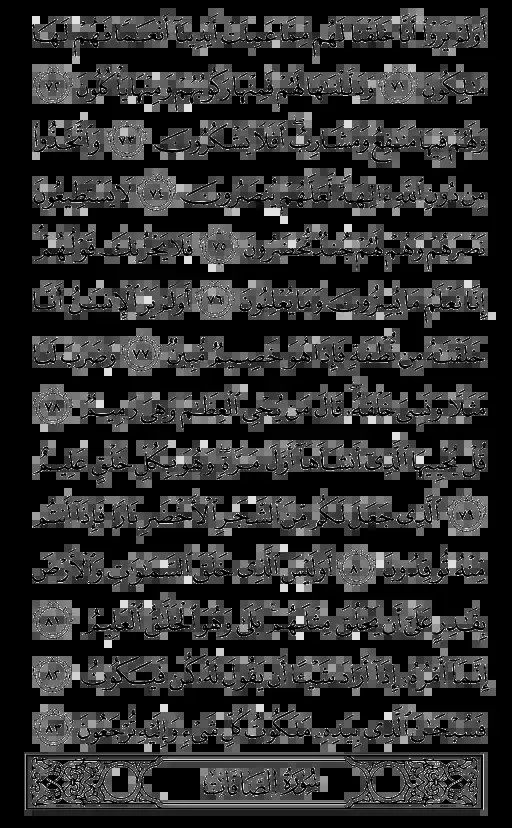 أَوَلَمْ يَرَوْا أَنَّا خَلَقْنَا لَهُم مِّمَّا عَمِلَتْ أَيْدِينَا أَنْعَامًا فَهُمْ لَهَا
مَالِكُونَ ٧١ وَذَلَّلْنَاهَا لَهُمْ فَمِنْهَا رَكُوبُهُمْ وَمِنْهَا يَأْكُلُونَ ٧٢
وَلَهُمْ فِيهَا مَنَافِعُ وَمَشَارِبُ أَفَلَا يَشْكُرُونَ ٧٣ وَاتَّخَذُوا
مِن دُونِ اللَّهِ آلِهَةً لَّعَلَّهُمْ يُنصَرُونَ ٧٤ لَا يَسْتَطِيعُونَ
نَصْرَهُمْ وَهُمْ لَهُمْ جُندٌ مُّحْضَرُونَ ٧٥ فَلَا يَحْزُنكَ قَوْلُهُمْ
إِنَّا نَعْلَمُ مَا يُسِرُّونَ وَمَا يُعْلِنُونَ ٧٦ أَوَلَمْ يَرَ الْإِنسَانُ أَنَّا
خَلَقْنَاهُ مِن نُّطْفَةٍ فَإِذَا هُوَ خَصِيمٌ مُّبِينٌ ٧٧ وَضَرَبَ لَنَا
مَثَلًا وَنَسِيَ خَلْقَهُ قَالَ مَن يُحْيِي الْعِظَامَ وَهِيَ رَمِيمٌ ٧٨
قُلْ يُحْيِيهَا الَّذِي أَنشَأَهَا أَوَّلَ مَرَّةٍ وَهُوَ بِكُلِّ خَلْقٍ عَلِيمٌ
٧٩ الَّذِي جَعَلَ لَكُم مِّنَ الشَّجَرِ الْأَخْضَرِ نَارًا فَإِذَا أَنتُم
مِّنْهُ تُوقِدُونَ ٨٠ أَوَلَيْسَ الَّذِي خَلَقَ السَّمَاوَاتِ وَالْأَرْضَ
بِقَادِرٍ عَلَىٰ أَن يَخْلُقَ مِثْلَهُم بَلَىٰ وَهُوَ الْخَلَّاقُ الْعَلِيمُ ٨١
إِنَّمَا أَمْرُهُ إِذَا أَرَادَ شَيْئًا أَن يَقُولَ لَهُ كُن فَيَكُونُ ٨٢
فَسُبْحَانَ الَّذِي بِيَدِهِ مَلَكُوتُ كُلِّ شَيْءٍ وَإِلَيْهِ تُرْجَعُونَ ٨٣
سُورَةُ الصَّافَّاتِ